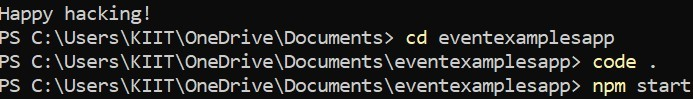 Happy hacking!
PS C:\Users\KIIT\OneDrive\Documents> cd eventexamplesapp
PS C:\Users\KIIT\OneDrive\Documents\eventexamplesapp> code .
PS C:\Users\KIIT\OneDrive\Documents\eventexamplesapp> npm start